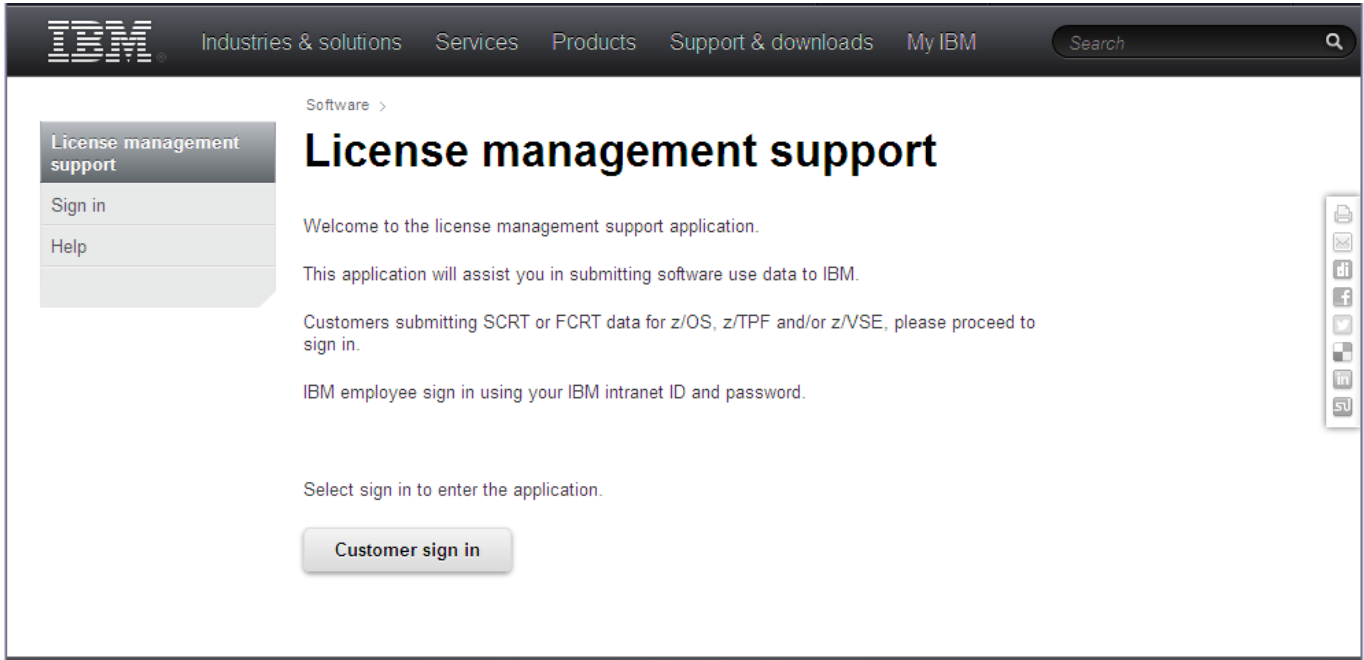 IBM®
Industries & solutions Services Products Support & downloads My IBM Search
Software >
License management
support
Sign in
Help
License management support
Welcome to the license management support application.
This application will assist you in submitting software use data to IBM.
Customers submitting SCRT or FCRT data for z/OS, z/TPF and/or z/VSE, please proceed to
sign in.
IBM employee sign in using your IBM intranet ID and password.
Select sign in to enter the application.
Customer sign in
di
f
in